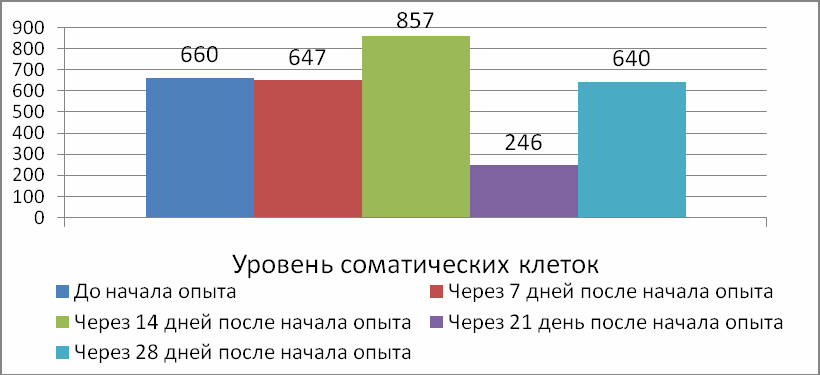 900
800
700
600
500
400
300
200
100
0
660
647
857
246
640
Уровень соматических клеток
До начала опыта
Через 7 дней после начала опыта
Через 14 дней после начала опыта
Через 21 день после начала опыта
Через 28 дней после начала опыта